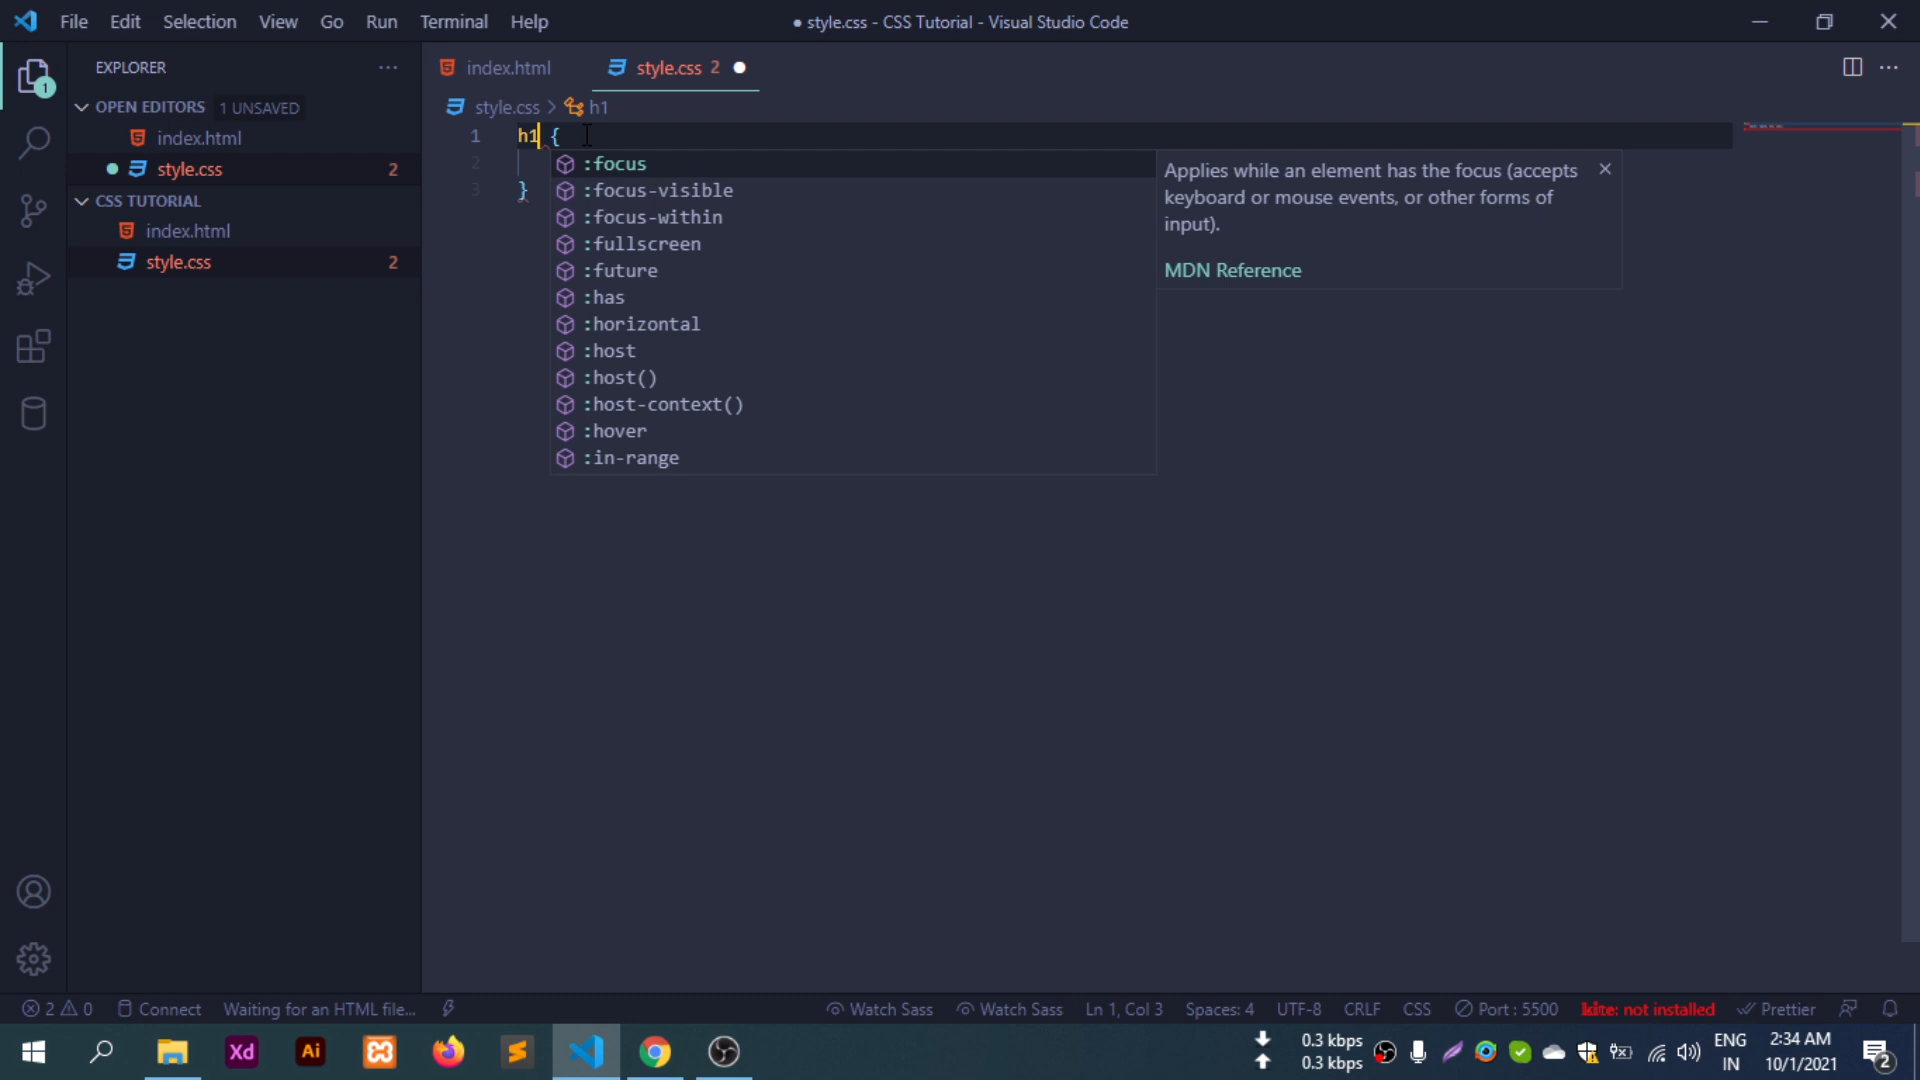 File Edit Selection View Go Run Terminal Help
● style.css - CSS Tutorial - Visual Studio Code
EXPLORER
1
OPEN EDITORS 1 UNSAVED
index.html
style.css 2
CSS TUTORIAL
index.html
style.css 2
index.html style.css 2
style.css > h1
1 h1 {
2
3 }
:focus
:focus-visible
:focus-within
:fullscreen
:future
:has
:horizontal
:host
:host()
:host-context()
:hover
:in-range
Applies while an element has the focus (accepts
keyboard or mouse events, or other forms of
input).
MDN Reference
2 0 Connect Waiting for an HTML file... Watch Sass Watch Sass Ln 1, Col 3 Spaces: 4 UTF-8 CRLF CSS Port : 5500 kite: not installed Prettier
Xd Ai
0.3 kbps
0.3 kbps
ENG
IN
2:34 AM
10/1/2021
2